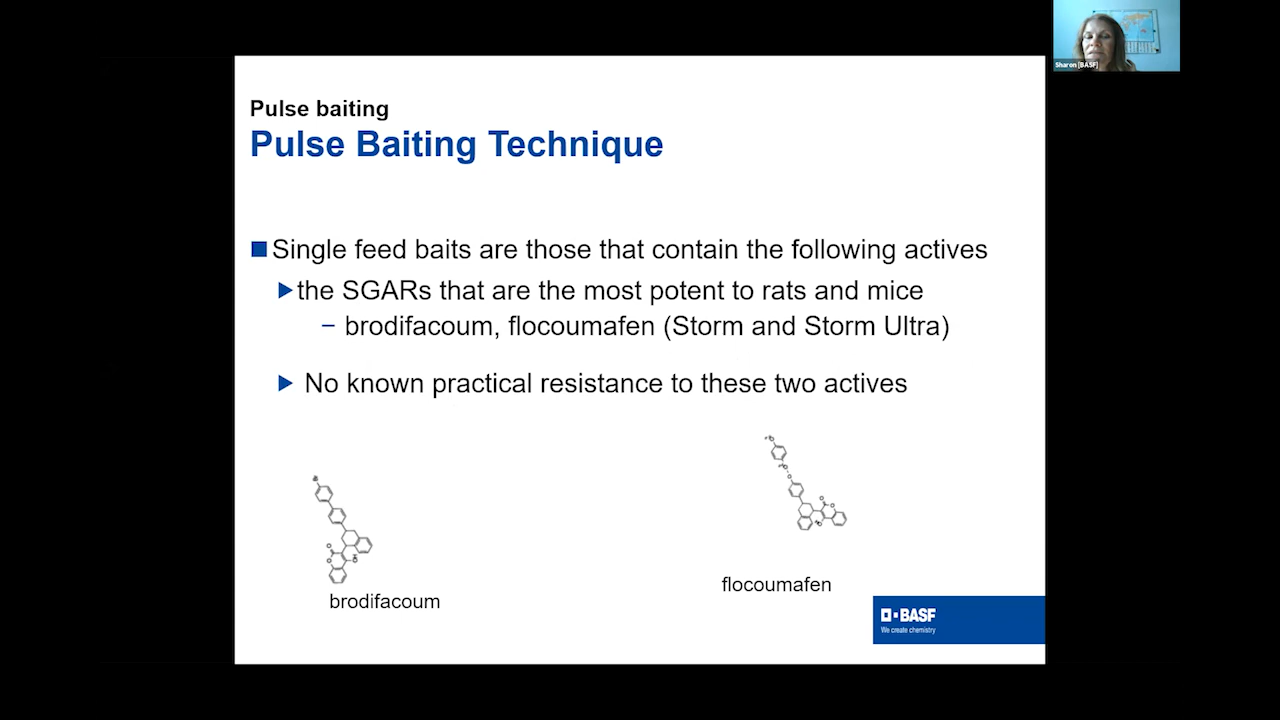 Sharon [BASF]
Pulse baiting
Pulse Baiting Technique
Single feed baits are those that contain the following actives
the SGARs that are the most potent to rats and mice
– brodifacoum, flocoumafen (Storm and Storm Ultra)
No known practical resistance to these two actives
brodifacoum
flocoumafen
BASF
We create chemistry